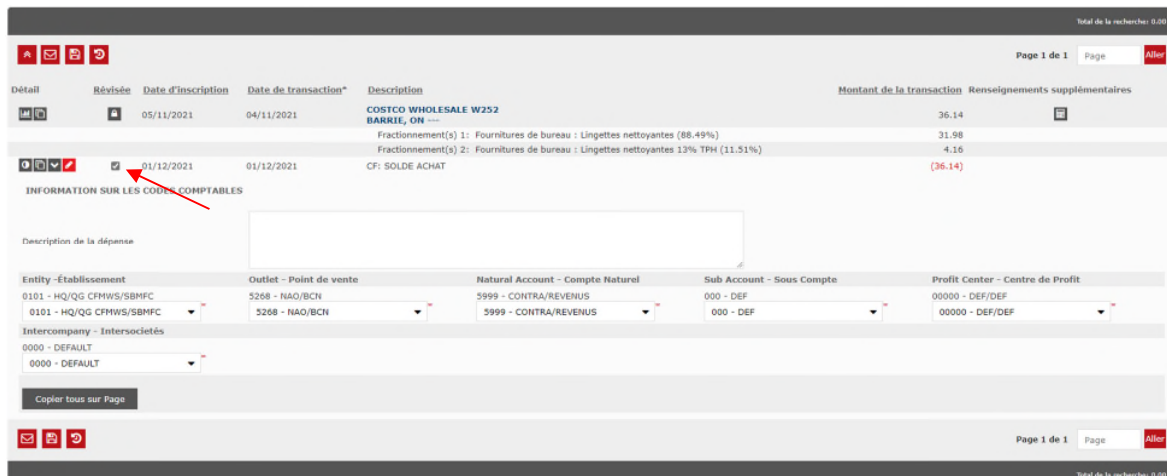 Total de la recherche: 0.00
Page 1 de 1 Page Aller
Détail Révisée Date d'inscription Date de transaction* Description Montant de la transaction Renseignements supplémentaires
05/11/2021 04/11/2021 COSTCO WHOLESALE W252 36.14
BARRIE, ON ---
Fractionnement(s) 1: Fournitures de bureau : Lingettes nettoyantes (88.49%) 31.98
Fractionnement(s) 2: Fournitures de bureau : Lingettes nettoyantes 13% TPH (11.51%) 4.16
01/12/2021 01/12/2021 CF: SOLDE ACHAT (36.14)
INFORMATION SUR LES CODES COMPTABLES
Description de la dépense
Entity -Établissement Outlet - Point de vente Natural Account - Compte Naturel Sub Account - Sous Compte Profit Center - Centre de Profit
0101 - HQ/QG CFMWS/SBMFC 5268 - NAO/BCN 5999 - CONTRA/REVENUS 000 - DEF 00000 - DEF/DEF
0101 - HQ/QG CFMWS/SBMFC * 5268 - NAO/BCN * 5999 - CONTRA/REVENUS * 000 - DEF * 00000 - DEF/DEF *
Intercompany - Intersocietés
0000 - DEFAULT
0000 - DEFAULT *
Copier tous sur Page
Page 1 de 1 Page Aller
Total de la recherche: 0.00